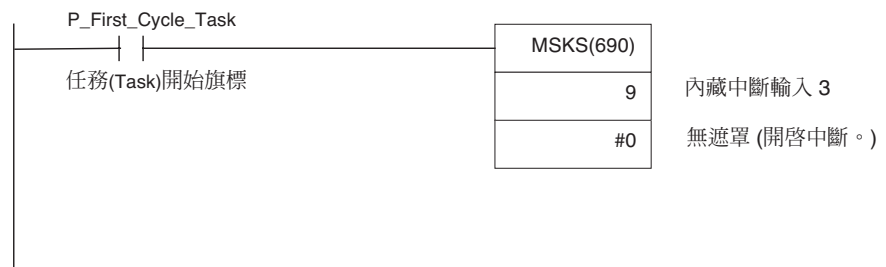 P_First_Cycle_Task
任務(Task)開始旗標
MSKS(690)
9
內藏中斷輸入 3
#0
無遮罩 (開啓中斷。)